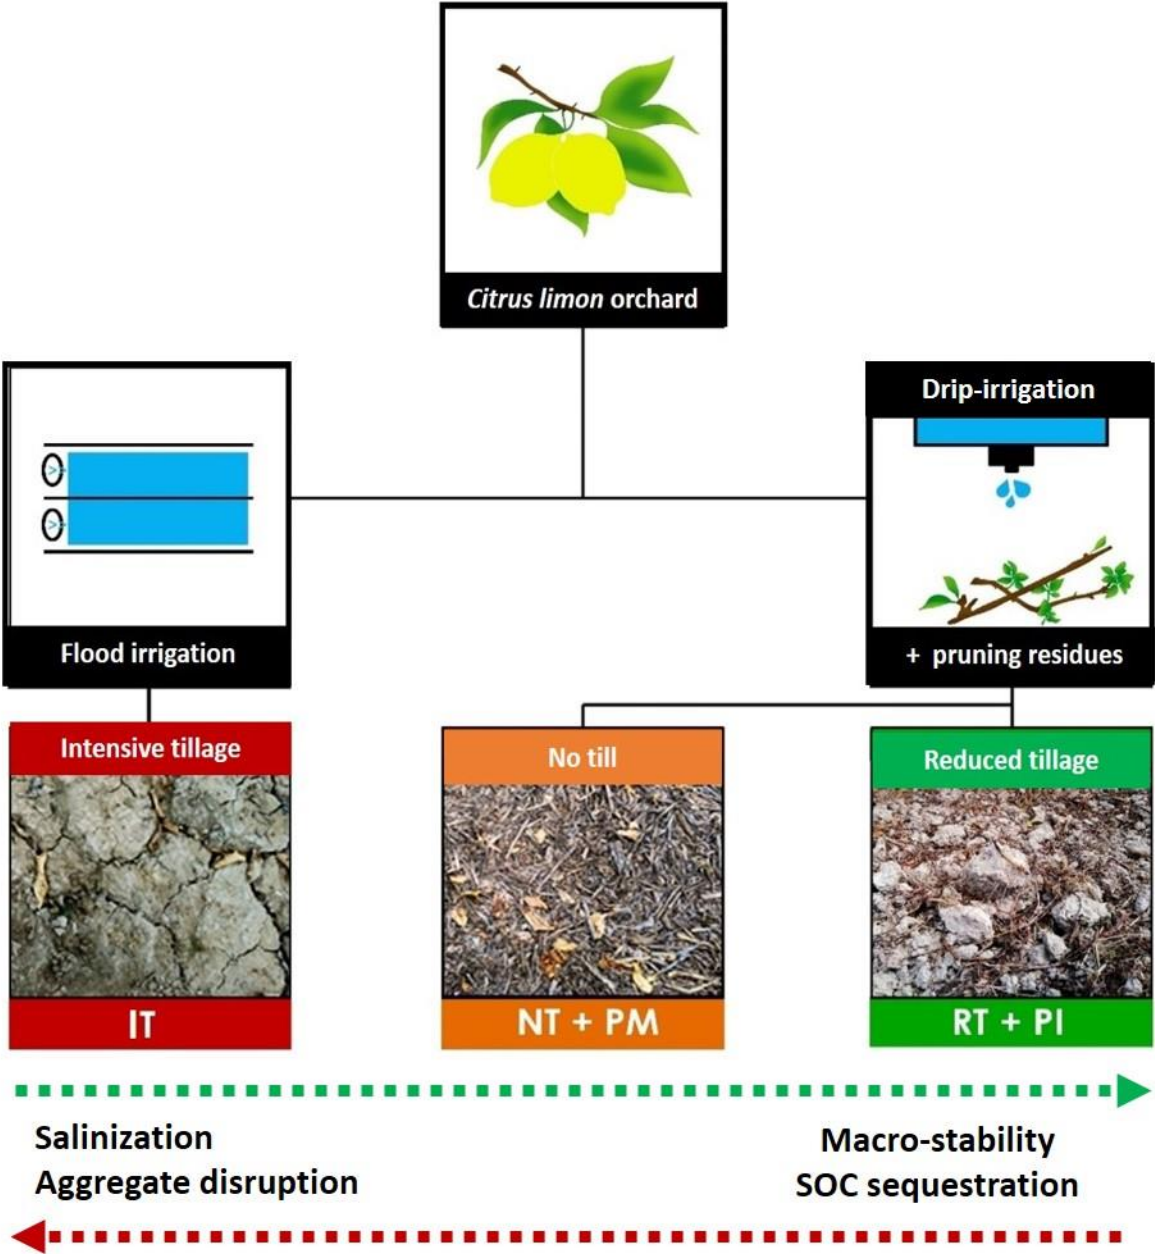 Citrus limon orchard
Drip-irrigation
Flood irrigation
+ pruning residues
Intensive tillage
No till
Reduced tillage
IT
NT + PM
RT + PI
Salinization
Aggregate disruption
Macro-stability
SOC sequestration